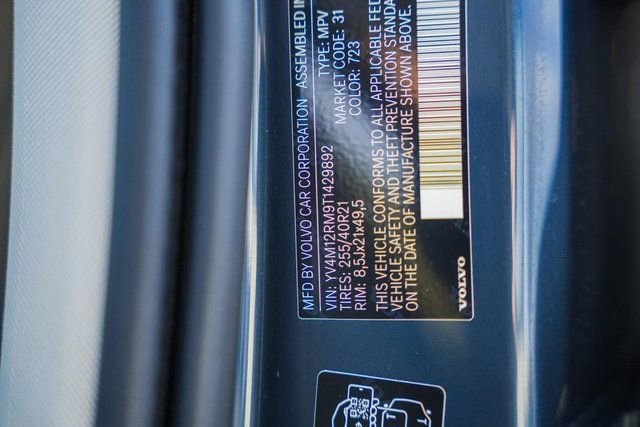 MFD BY VOLVO CAR CORPORATION ASSEMBLED IN
VIN: YV4M12RM9T1429892 TYPE: MPV
TIRES: 255/40R21 MARKET CODE: 31
RIM: 8,5Jx21x49,5 COLOR: 723
THIS VEHICLE CONFORMS TO ALL APPLICABLE FED
VEHICLE SAFETY AND THEFT PREVENTION STANDA
ON THE DATE OF MANUFACTURE SHOWN ABOVE.
VOLVO